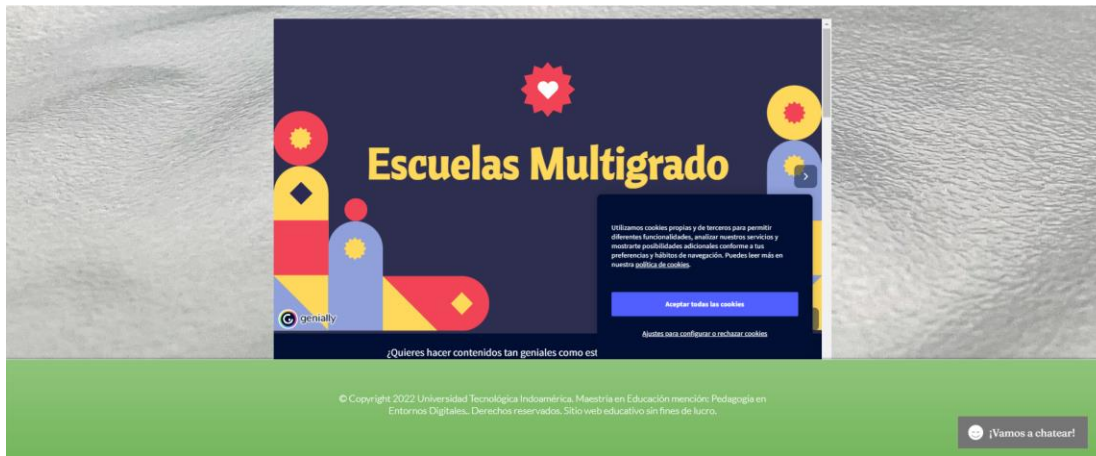 Escuelas Multigrado
Utilizamos cookies propias y de terceros para permitir
diferentes funcionalidades, analizar nuestros servicios y
mostrarte posibilidades adicionales conforme a tus
preferencias y hábitos de navegación. Puedes leer más en
nuestra política de cookies.
Aceptar todas las cookies
Ajustes para configurar o rechazar cookies
genially
¿Quieres hacer contenidos tan geniales como est
© Copyright 2022 Universidad Tecnológica Indoamérica. Maestría en Educación mención: Pedagogía en
Entornos Digitales.. Derechos reservados. Sitio web educativo sin fines de lucro.
¡Vamos a chatear!